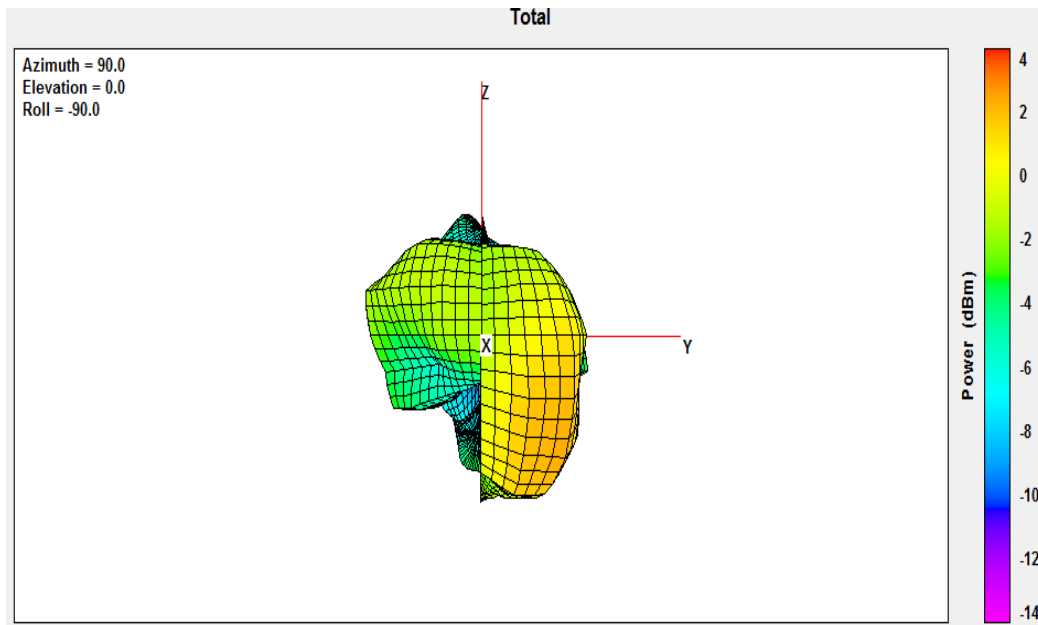 Total
Azimuth = 90.0
Elevation = 0.0
Roll = -90.0
Z
X
Y
4
2
0
-2
-4
-6
-8
-10
-12
-14
Power (dBm)